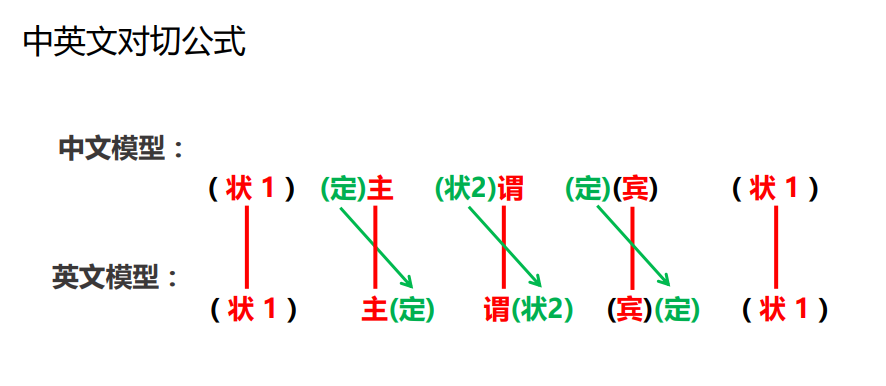 中英文对切公式
中文模型：
( 状 1 ) (定)主 (状2)谓 (定)(宾) ( 状 1 )
英文模型：
( 状 1 ) 主(定) 谓(状2) (宾)(定) ( 状 1 )